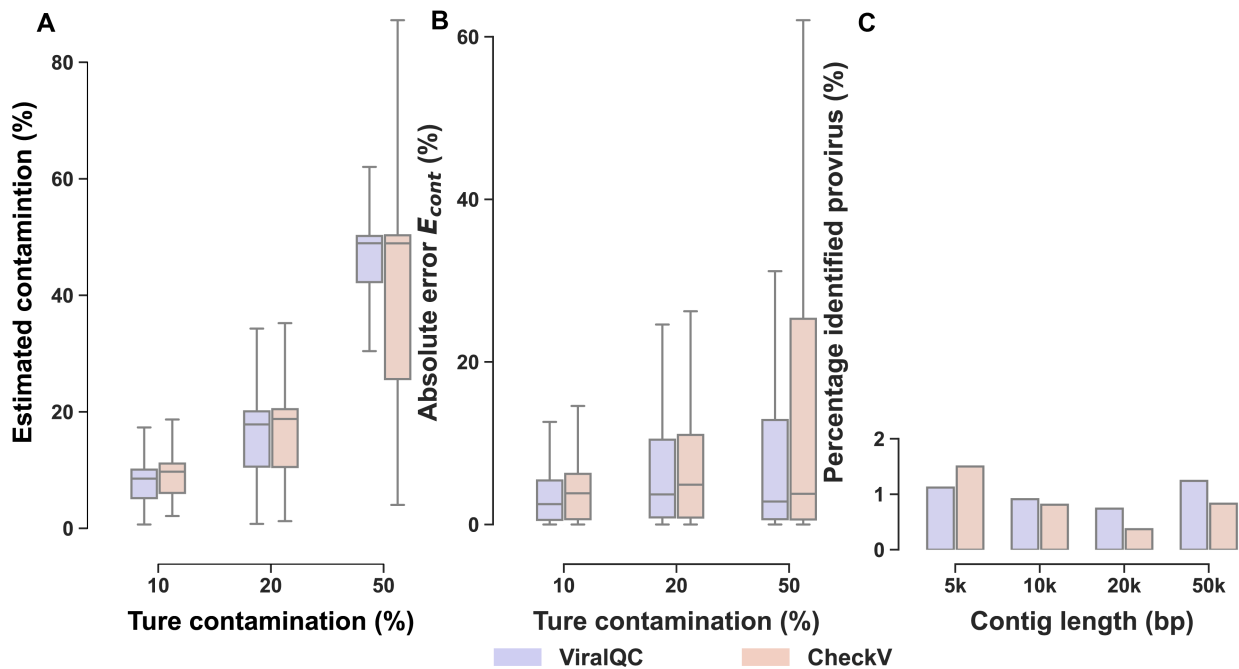 A
Estimated contamintion (%)
80
60
40
20
0
10
20
50
Ture contamination (%)
B
Absolute error E_cont (%)
60
40
20
0
10
20
50
Ture contamination (%)
C
Percentage identified provirus (%)
2
1
0
5k
10k
20k
50k
Contig length (bp)
ViralQC
CheckV